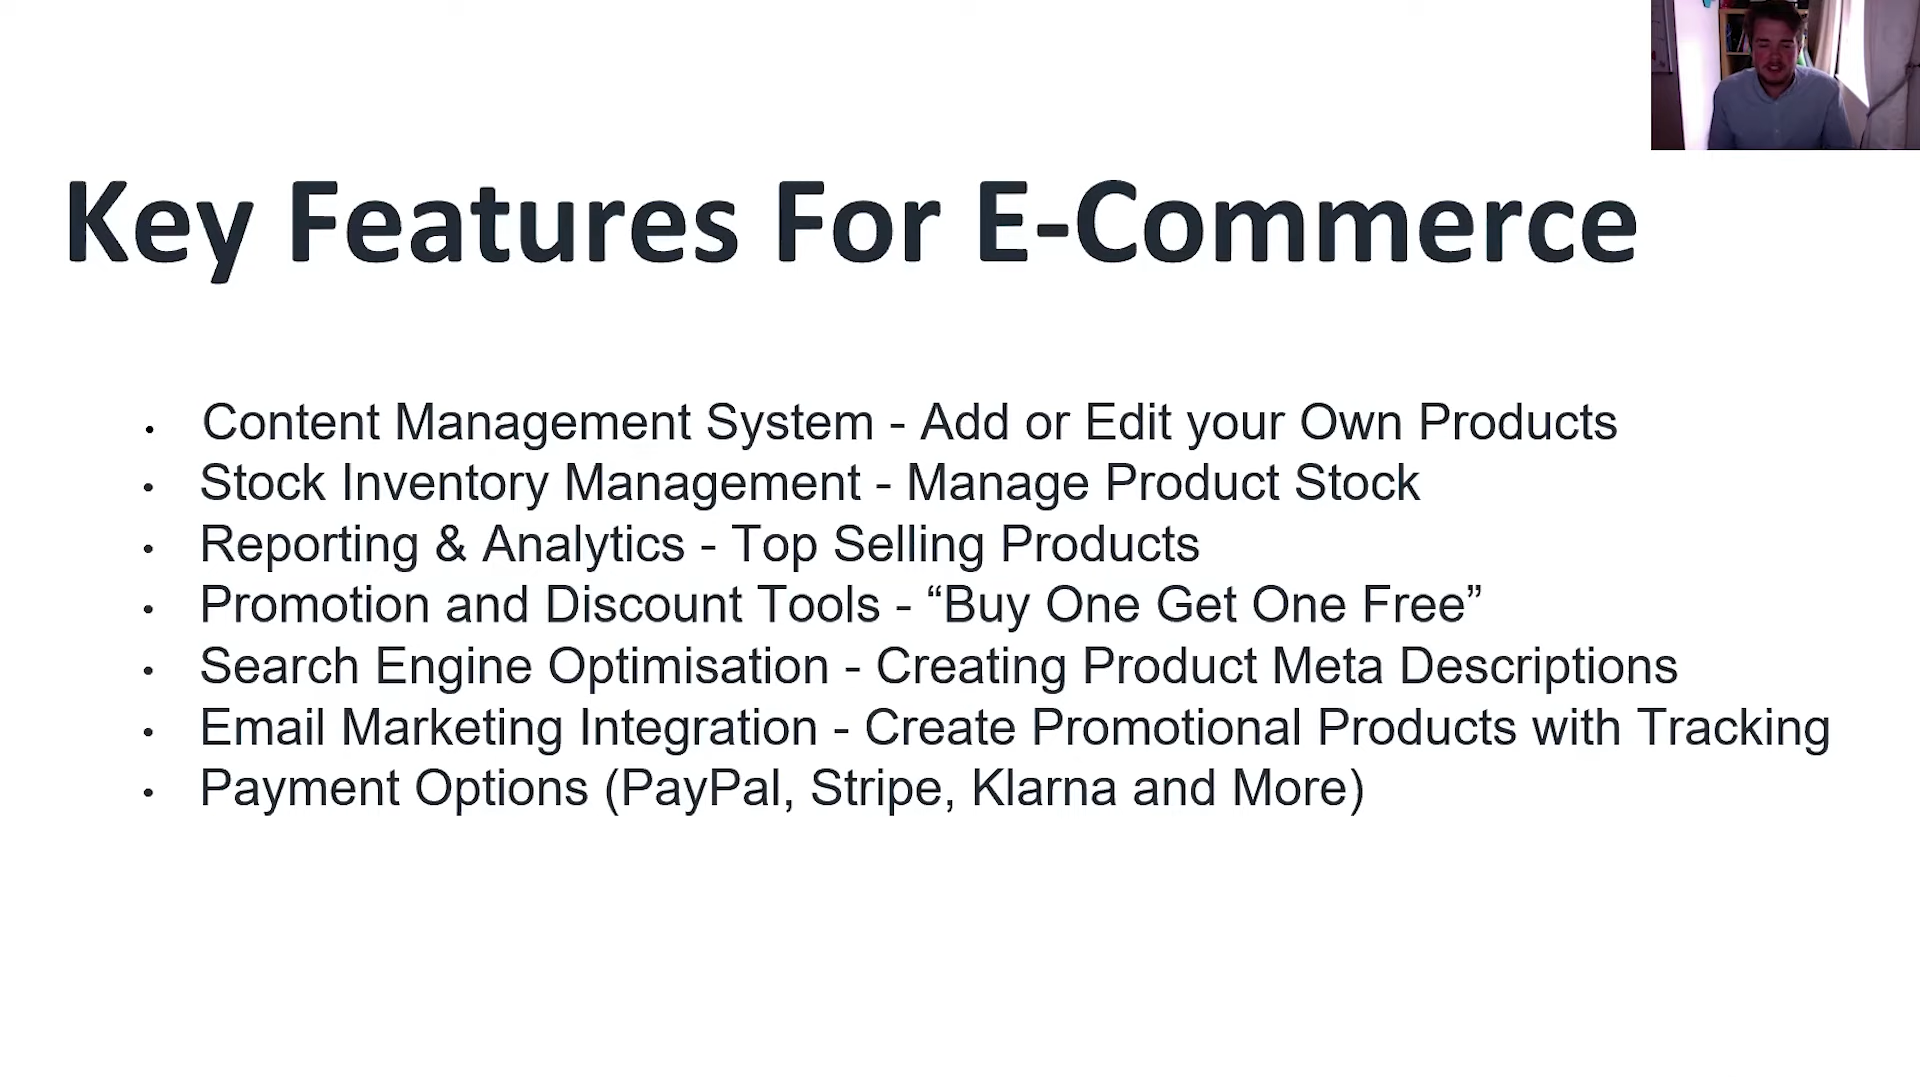 Key Features For E-Commerce
• Content Management System - Add or Edit your Own Products
• Stock Inventory Management - Manage Product Stock
• Reporting & Analytics - Top Selling Products
• Promotion and Discount Tools - “Buy One Get One Free”
• Search Engine Optimisation - Creating Product Meta Descriptions
• Email Marketing Integration - Create Promotional Products with Tracking
• Payment Options (PayPal, Stripe, Klarna and More)